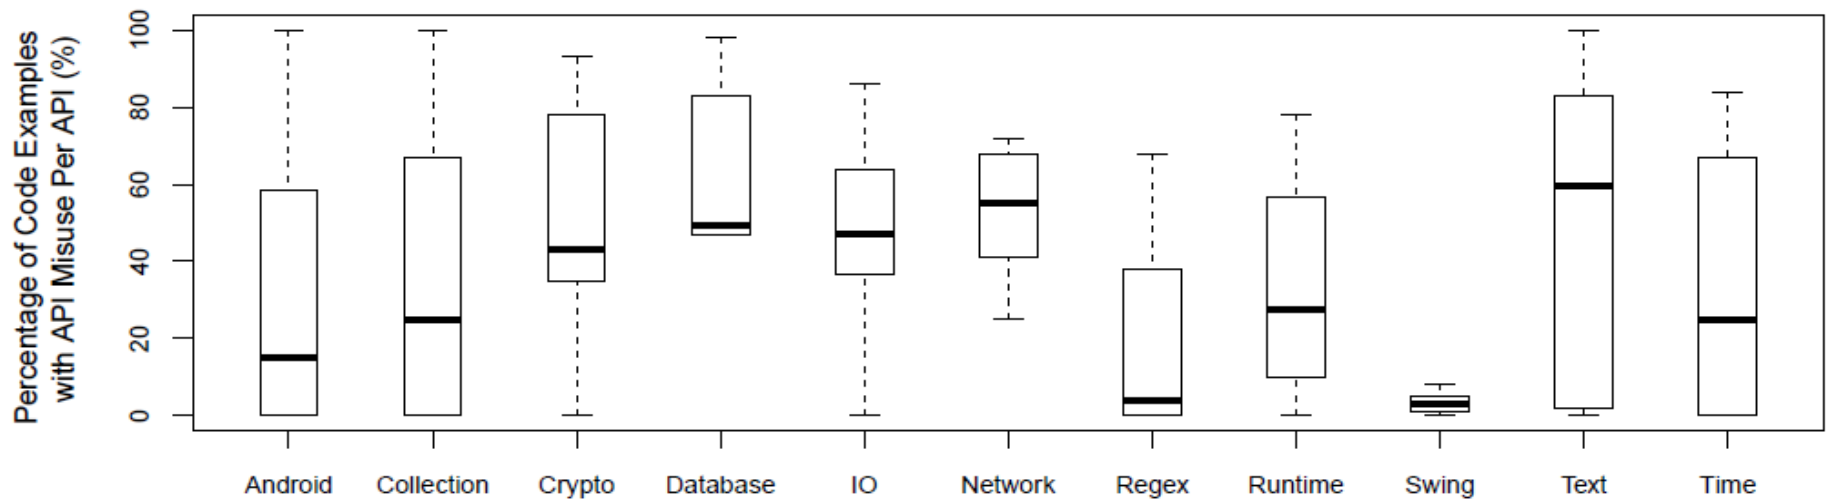 Percentage of Code Examples
with API Misuse Per API (%)
100
80
60
40
20
0
Android Collection Crypto Database IO Network Regex Runtime Swing Text Time